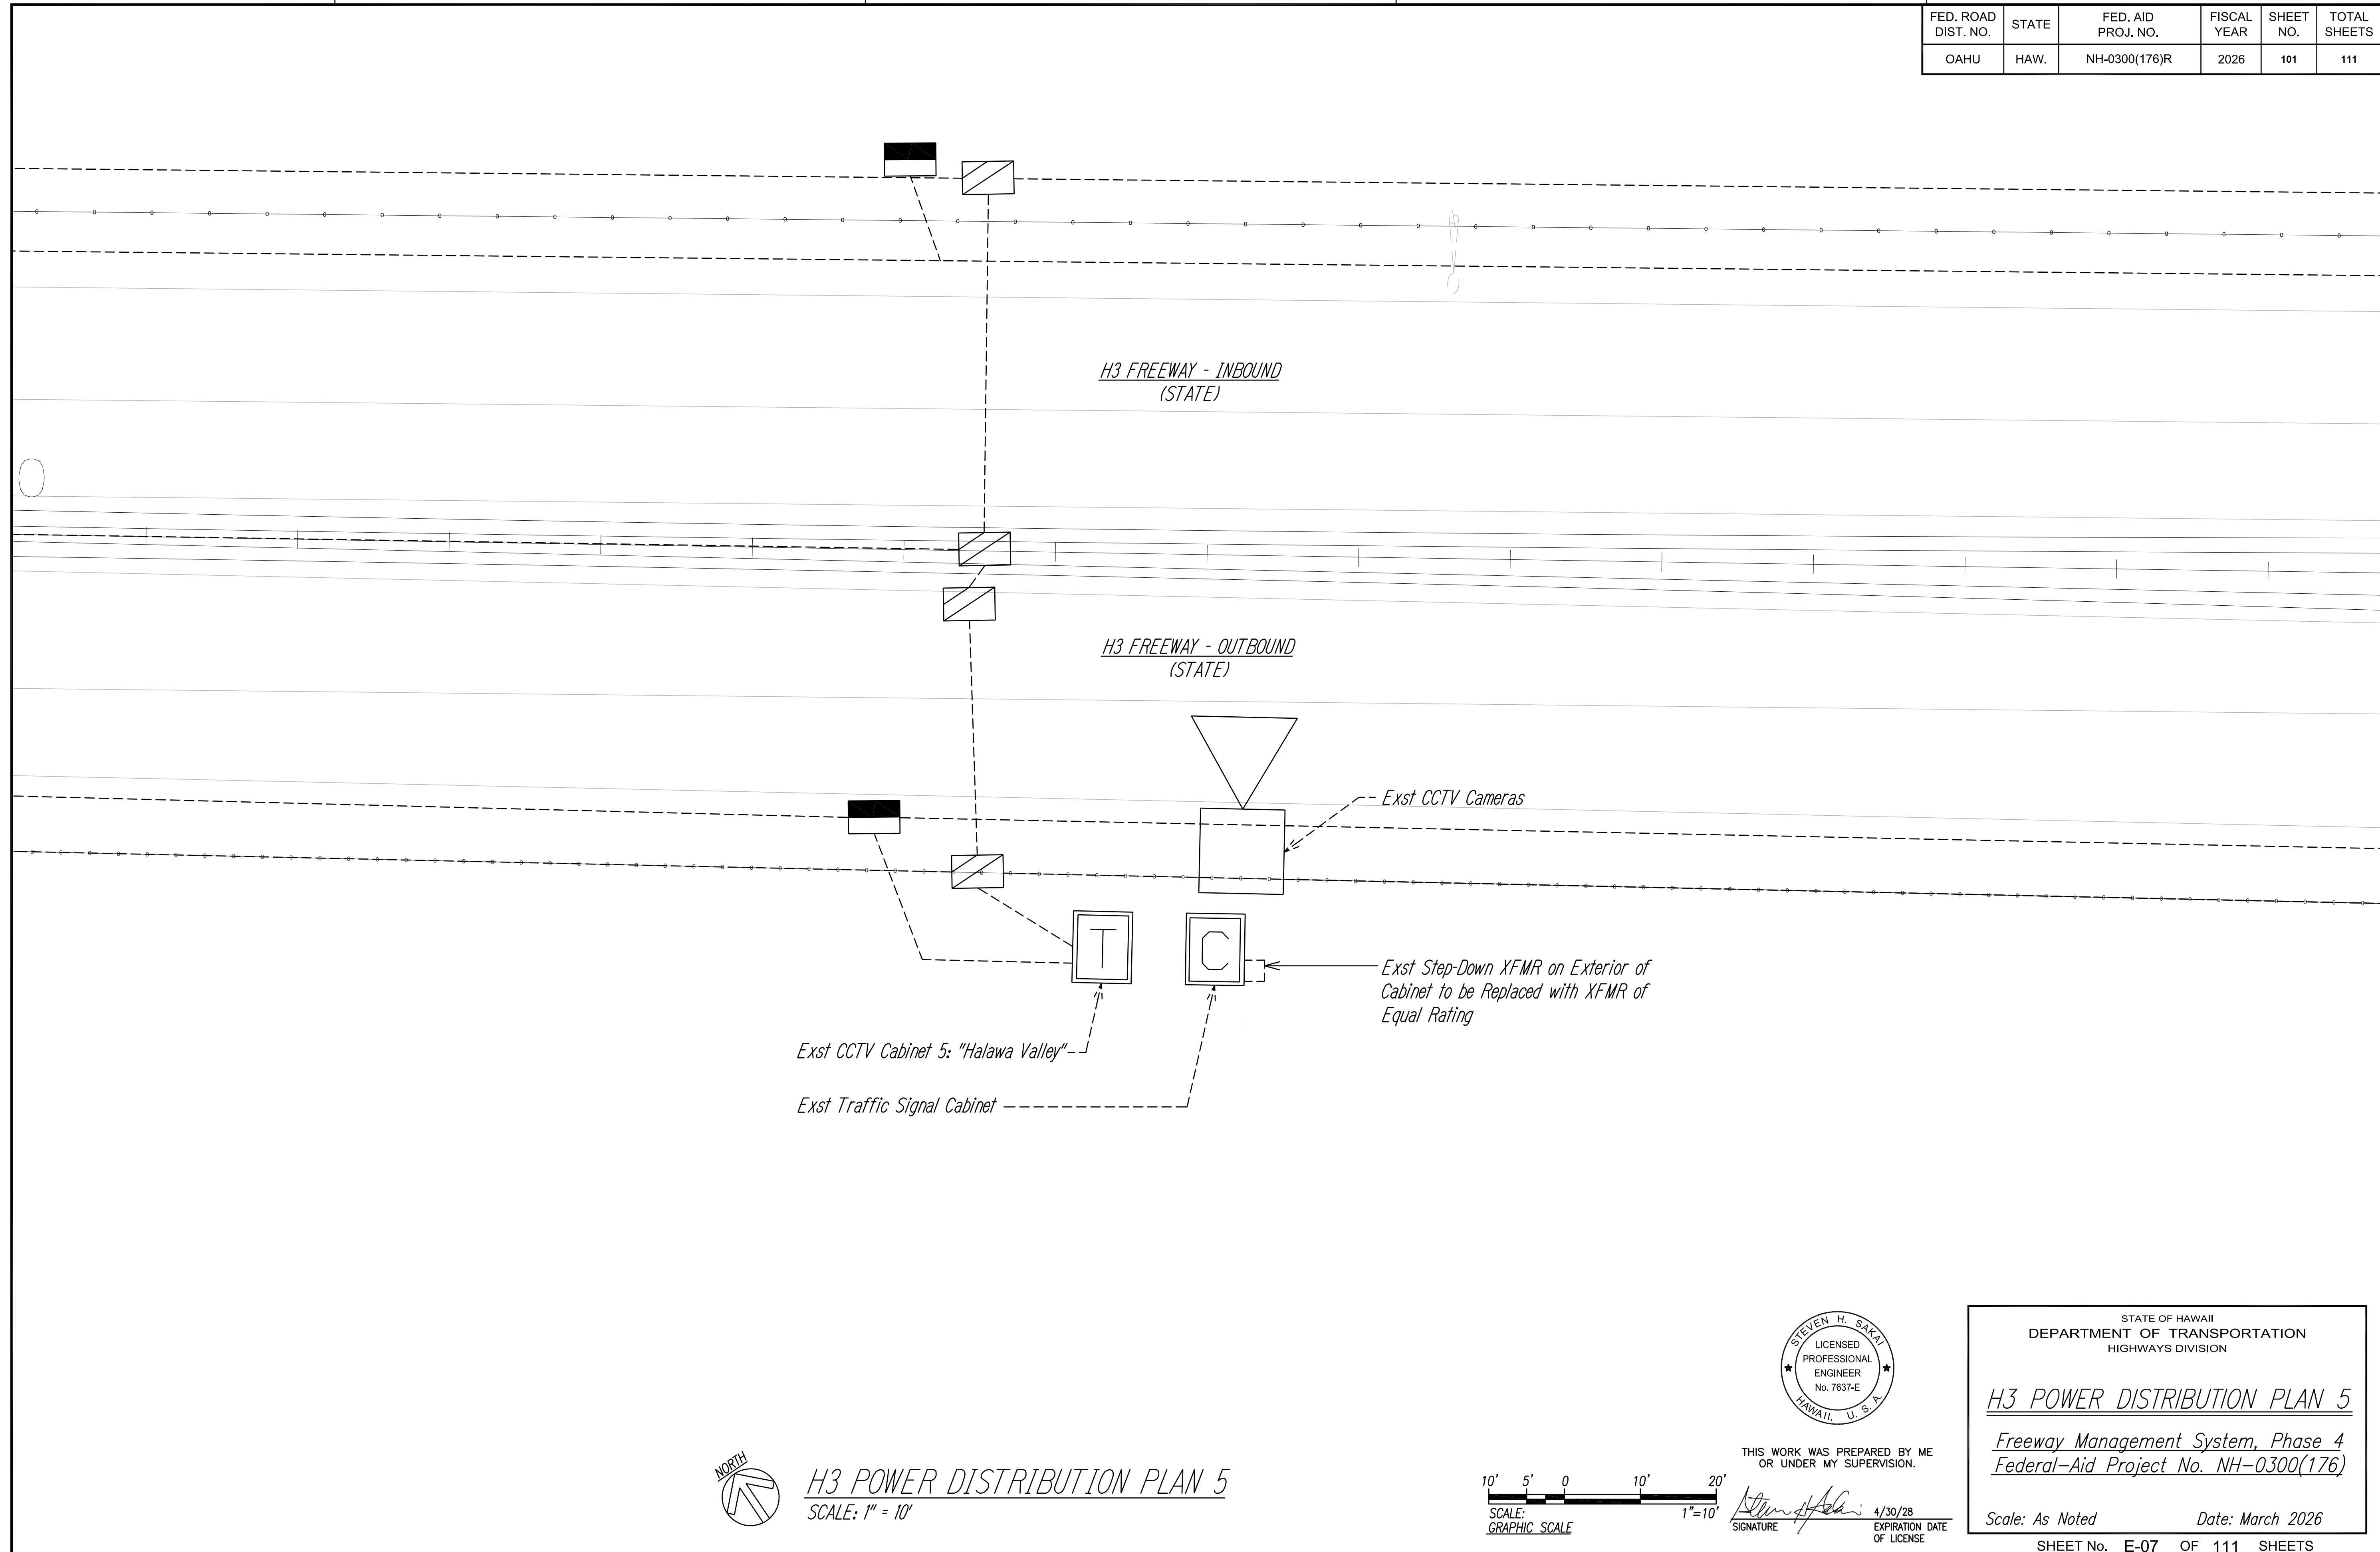 FED. ROAD DIST. NO. STATE FED. AID PROJ. NO. FISCAL YEAR SHEET NO. TOTAL SHEETS
OAHU HAW. NH-0300(176)R 2026 101 111
H3 FREEWAY - INBOUND
(STATE)
H3 FREEWAY - OUTBOUND
(STATE)
Exst CCTV Cameras
T
C
Exst Step-Down XFMR on Exterior of
Cabinet to be Replaced with XFMR of
Equal Rating
Exst CCTV Cabinet 5: "Halawa Valley"
Exst Traffic Signal Cabinet
NORTH
H3 POWER DISTRIBUTION PLAN 5
SCALE: 1" = 10'
10' 5' 0 10' 20'
SCALE: 1"=10'
GRAPHIC SCALE
STEVEN H. SAKAI
LICENSED
PROFESSIONAL
ENGINEER
No. 7637-E
HAWAII, U. S. A.
THIS WORK WAS PREPARED BY ME
OR UNDER MY SUPERVISION.
4/30/28
SIGNATURE EXPIRATION DATE
OF LICENSE
STATE OF HAWAII
DEPARTMENT OF TRANSPORTATION
HIGHWAYS DIVISION
H3 POWER DISTRIBUTION PLAN 5
Freeway Management System, Phase 4
Federal-Aid Project No. NH-0300(176)
Scale: As Noted Date: March 2026
SHEET No. E-07 OF 111 SHEETS